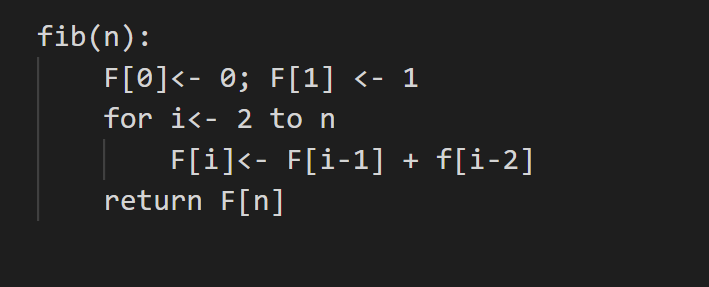 fib(n):
    F[0]<- 0; F[1] <- 1
    for i<- 2 to n
        F[i]<- F[i-1] + f[i-2]
    return F[n]